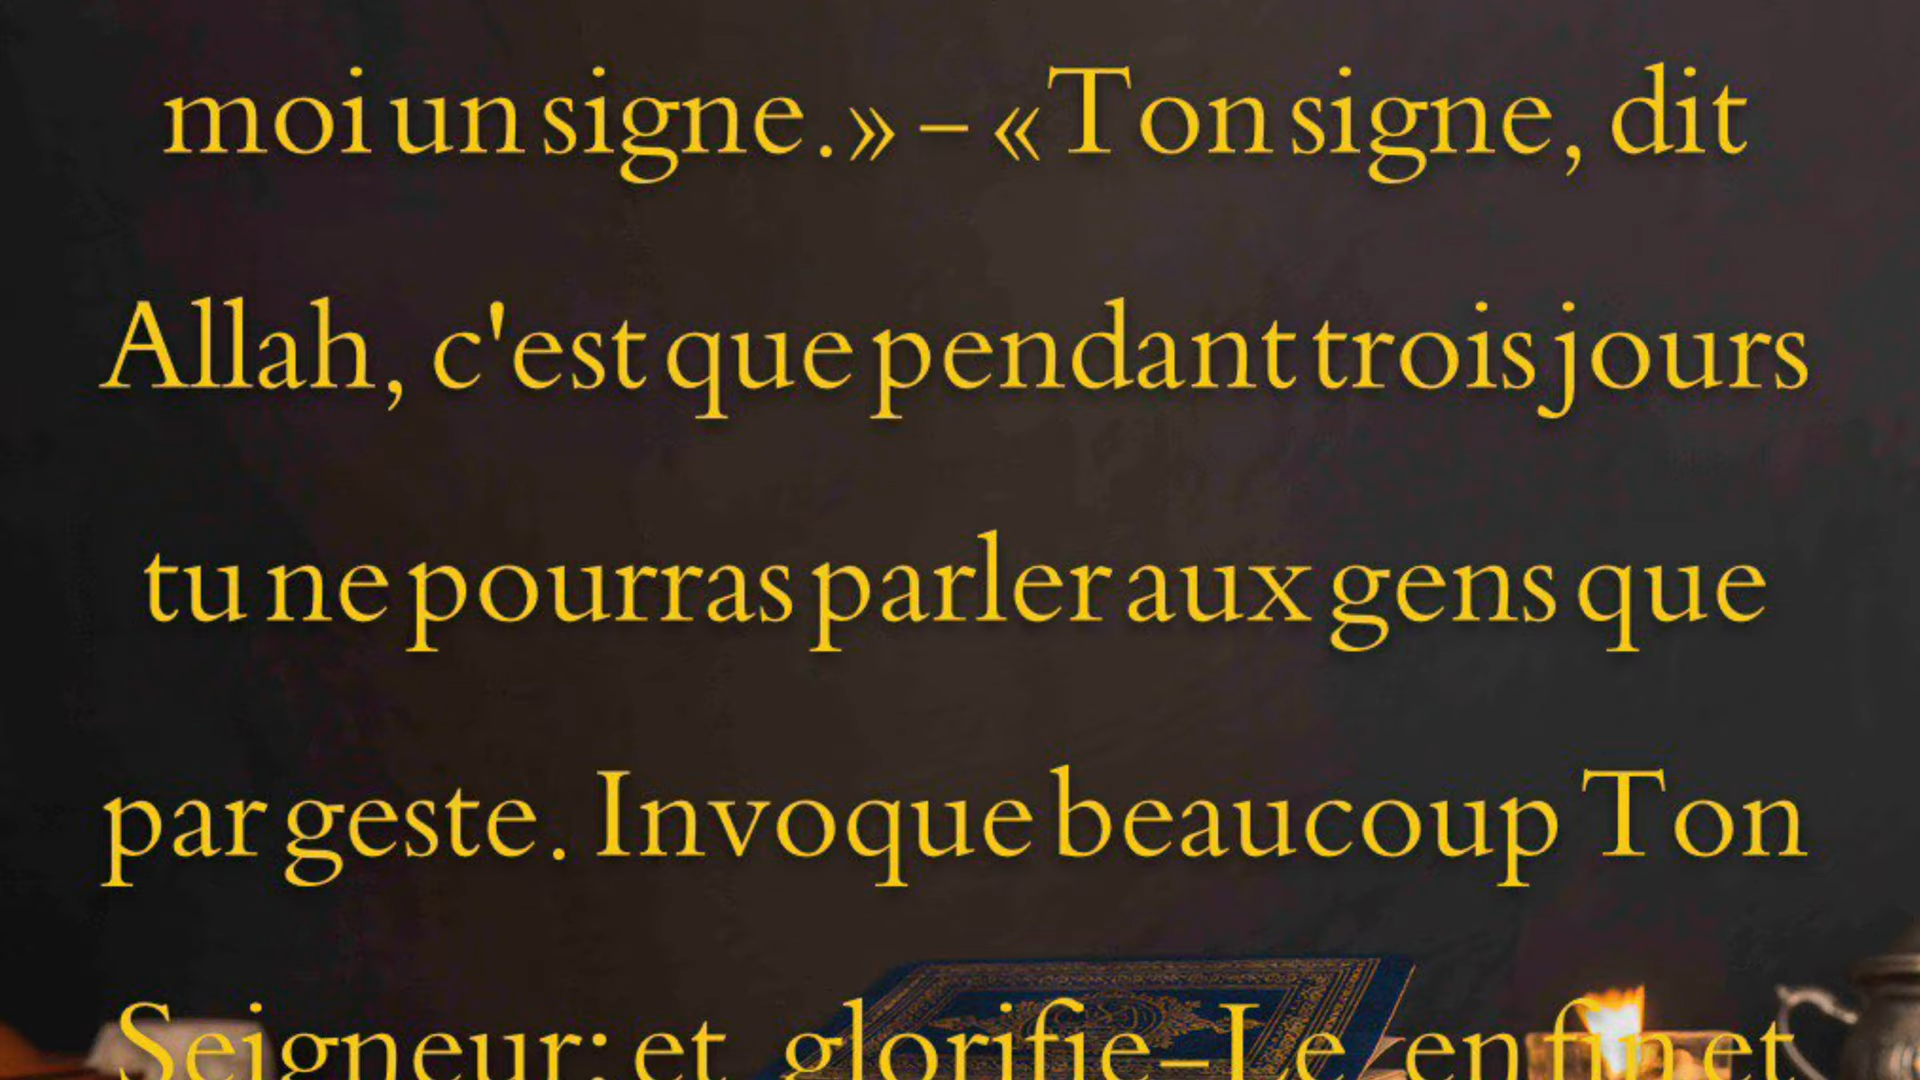 moi un signe.» – «Ton signe, dit
Allah, c'est que pendant trois jours
tu ne pourras parler aux gens que
par geste. Invoque beaucoup Ton
Seigneur; et glorifie-Le en fin et